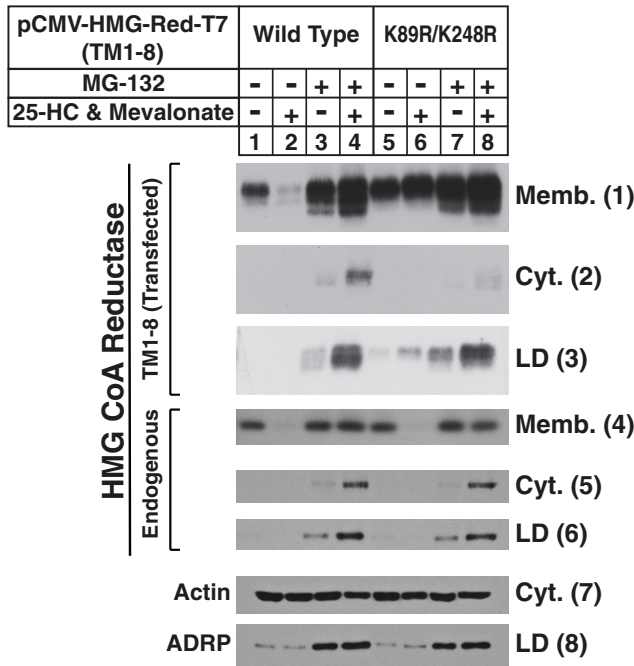 pCMV-HMG-Red-T7
(TM1-8)
Wild Type
K89R/K248R
MG-132
- - + + - - + +
25-HC & Mevalonate
- + - + - + - +
1 2 3 4 5 6 7 8
HMG CoA Reductase
TM1-8 (Transfected)
Memb. (1)
Cyt. (2)
LD (3)
Endogenous
Memb. (4)
Cyt. (5)
LD (6)
Actin
Cyt. (7)
ADRP
LD (8)